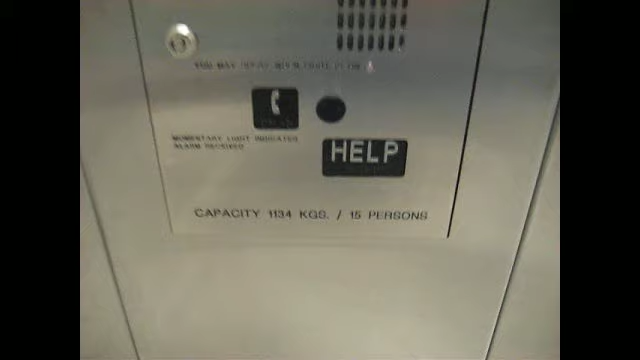 MOMENTARY LIGHT INDICATES
ALARM RECEIVED
HELP
CAPACITY 1134 KGS. / 15 PERSONS